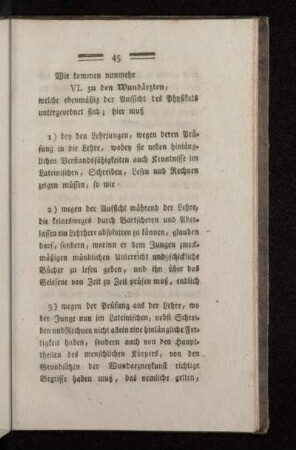 45
Wir kommen nunmehr
VI. zu den Wundärzten,
welche ebenmäßig der Aufsicht des Physikats
untergeordnet sind; hier muß
1) bey den Lehrjungen, wegen deren Prü-
fung in die Lehre, wobey sie neben hinläng-
lichen Verstandsfähigkeiten auch Kenntnisse im
Lateinischen, Schreiben, Lesen und Rechnen
zeigen müssen, so wie
2) wegen der Aufsicht während der Lehre,
die keinesweges durch Bartscheren und Ader-
lassen ein Lehrherr absolvirey zu können, glauben
darf, sondern, worinn er dem Jungen zweck-
mäßigen mündlichen Unterricht und schickliche
Bücher zu lesen geben, und ihn über das
Gelesene von Zeit zu Zeit prüfen muß, endlich
3) wegen der Prüfung aus der Lehre, wo
der Junge nun im Lateinischen, nebst Schrei-
ben und Rechnen nicht allein eine hinlängliche Fer-
tigkeit haben, sondern auch von den Haupt-
theilen des menschlichen Körpers, von den
Grundsätzen der Wundarzneykunst richtige
Begriffe haben muß, das nemliche gelten,